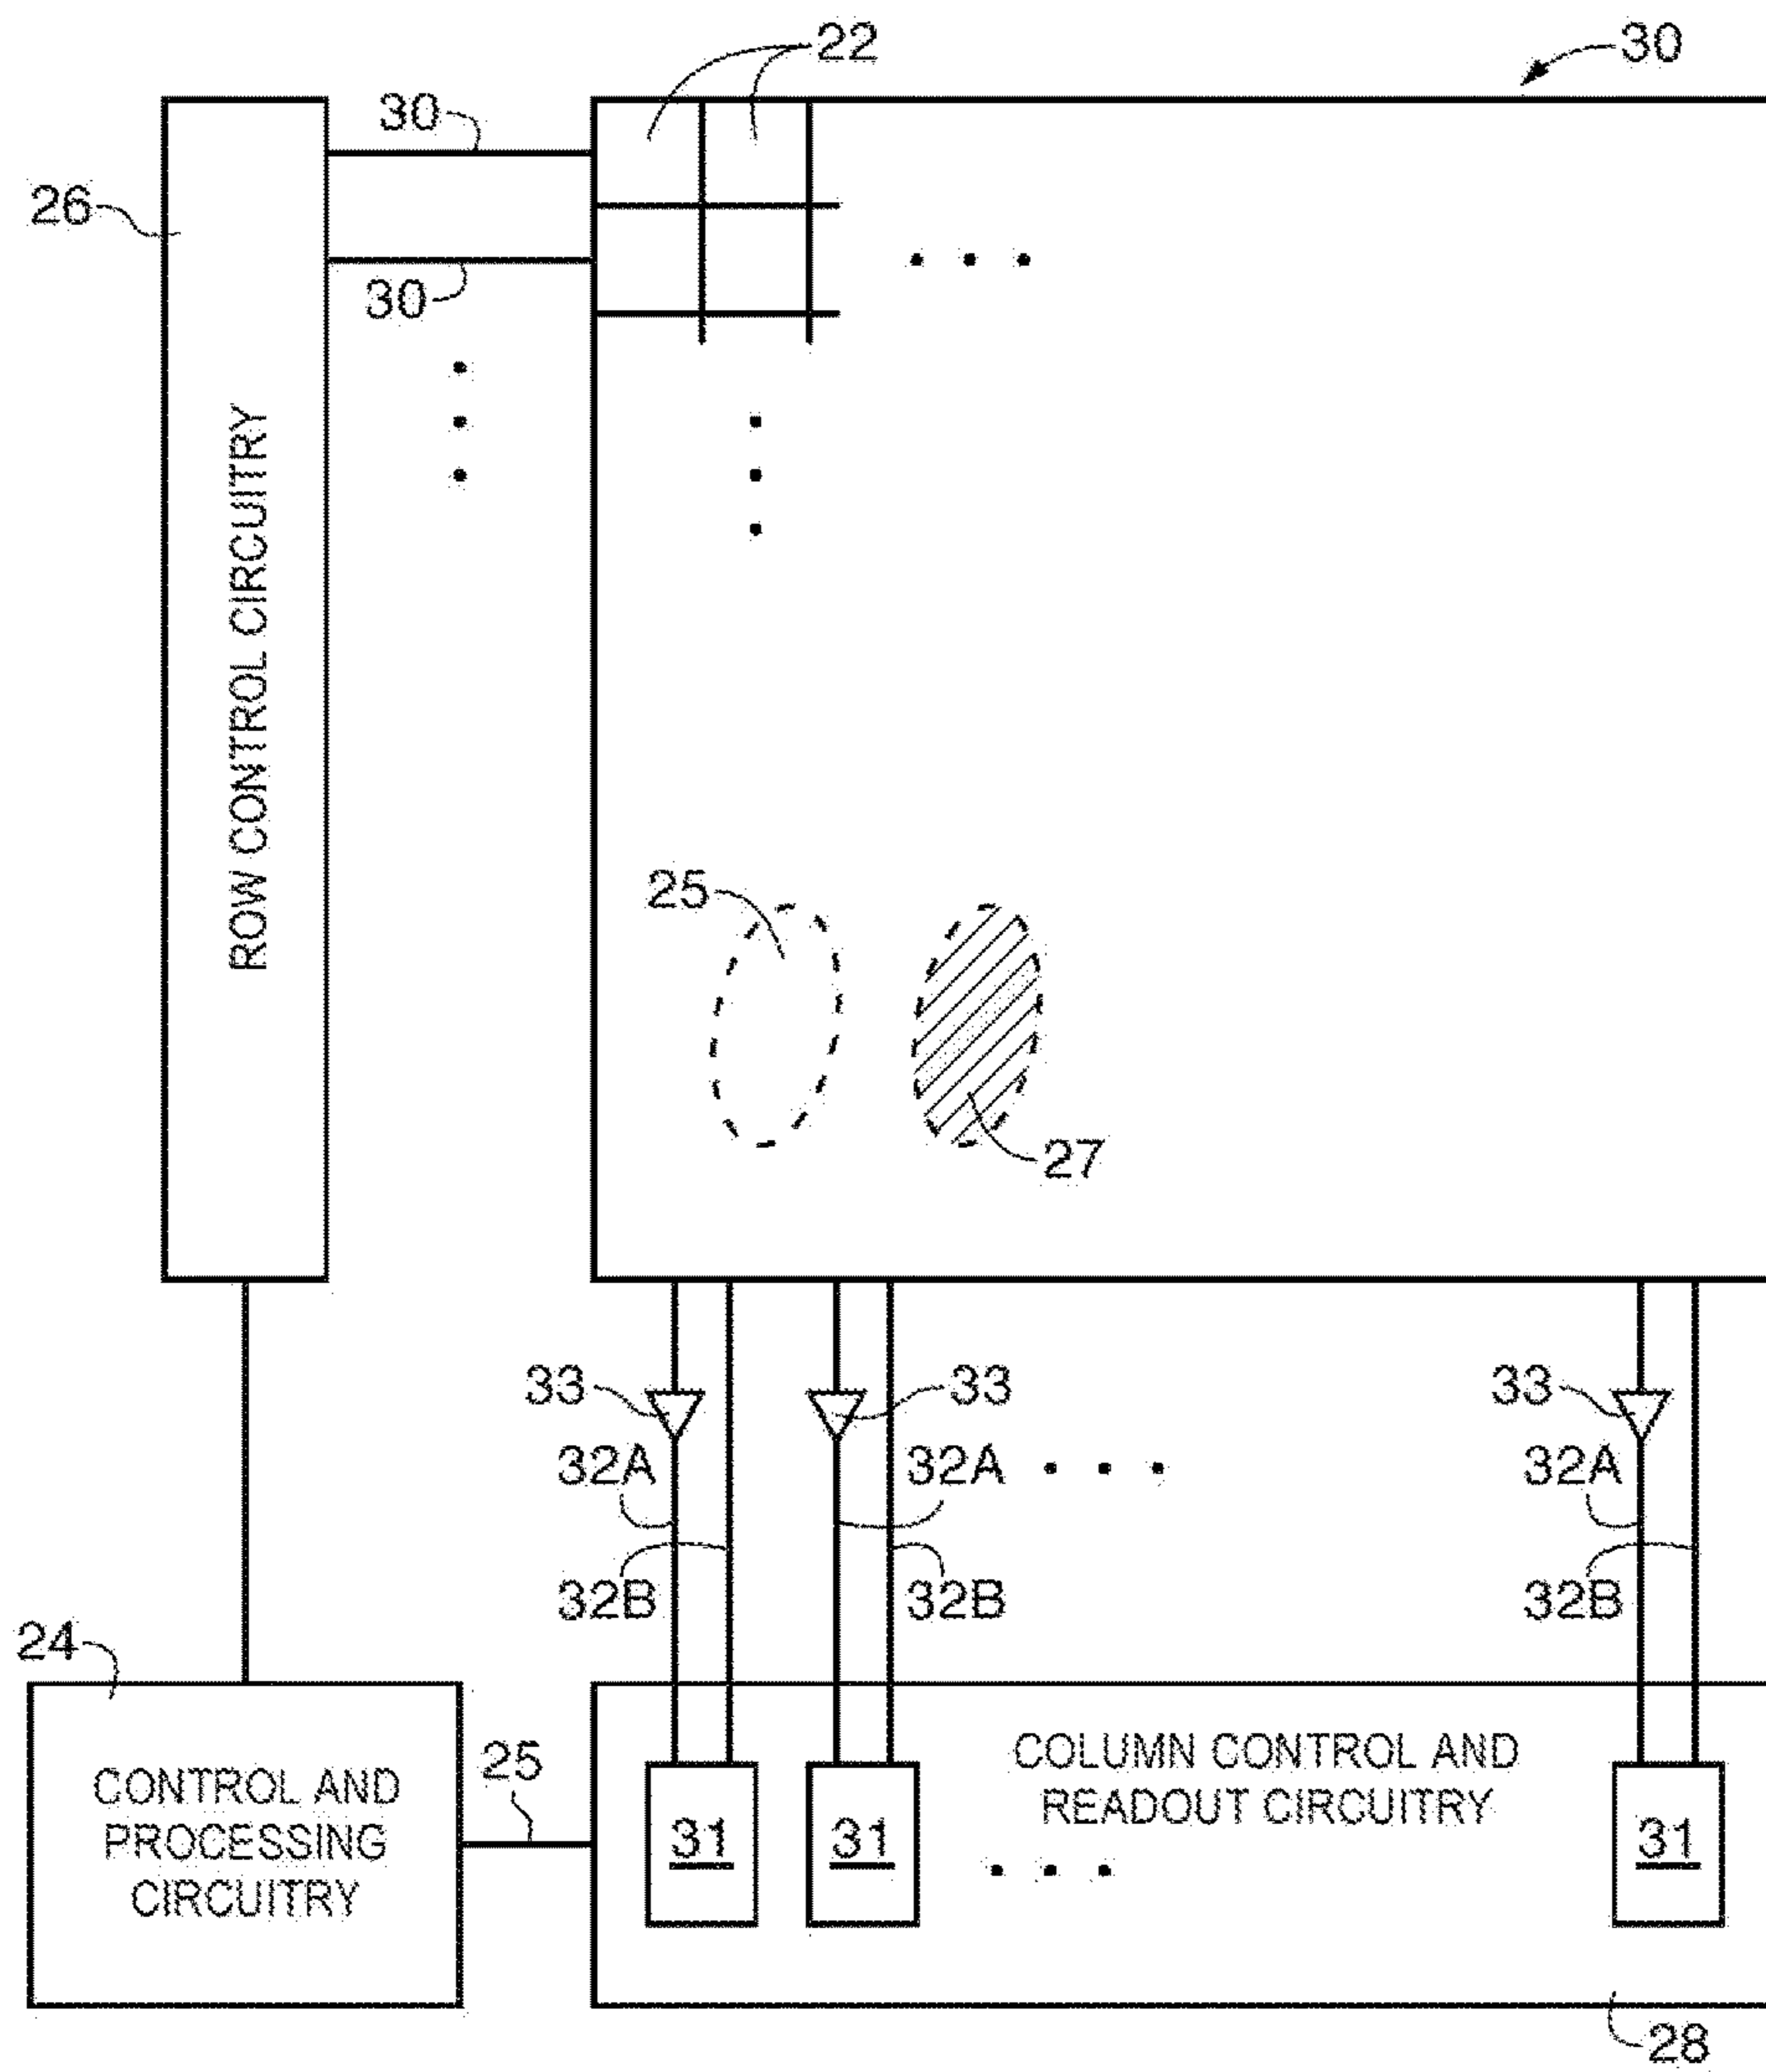 22
30
30
26
30
ROW CONTROL CIRCUITRY
25
27
33
33
33
32A
32A
32A
32B
32B
32B
24
CONTROL AND
PROCESSING
CIRCUITRY
25
COLUMN CONTROL AND
READOUT CIRCUITRY
31
31
31
28